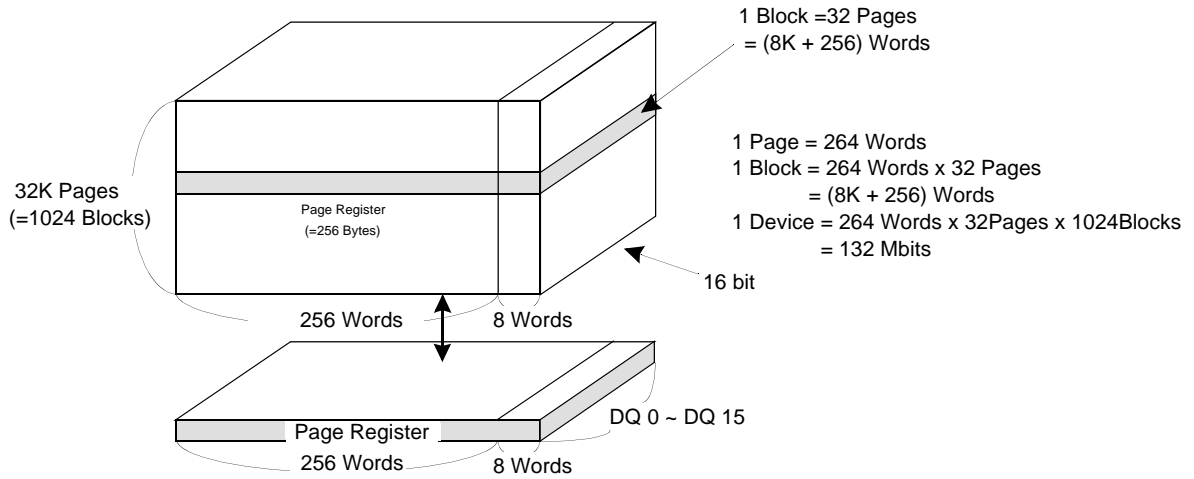 1 Block =32 Pages
= (8K + 256) Words
1 Page = 264 Words
1 Block = 264 Words x 32 Pages
= (8K + 256) Words
1 Device = 264 Words x 32Pages x 1024Blocks
= 132 Mbits
32K Pages
(=1024 Blocks)
Page Register
(=256 Bytes)
16 bit
256 Words
8 Words
DQ 0 ~ DQ 15
Page Register
256 Words
8 Words